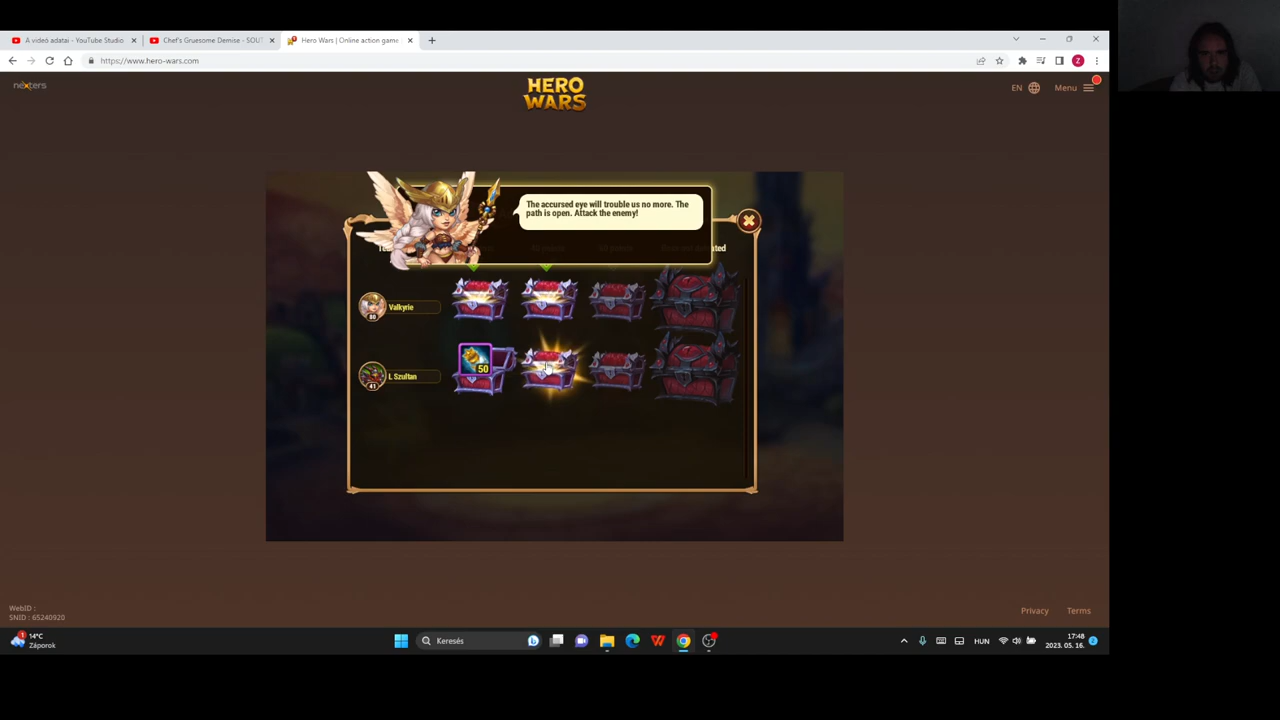 A videó adatai - YouTube Studio
Chef's Gruesome Demise - SOUT
Hero Wars | Online action game
https://www.hero-wars.com
nexters
HERO
WARS
EN
Menu
The accursed eye will trouble us no more. The
path is open. Attack the enemy!
Valkyrie
80
50
I. Szultan
41
WebID :
SNID : 65240920
Privacy
Terms
1
14°C
Záporok
Keresés
HUN
17:48
2023. 05. 16.